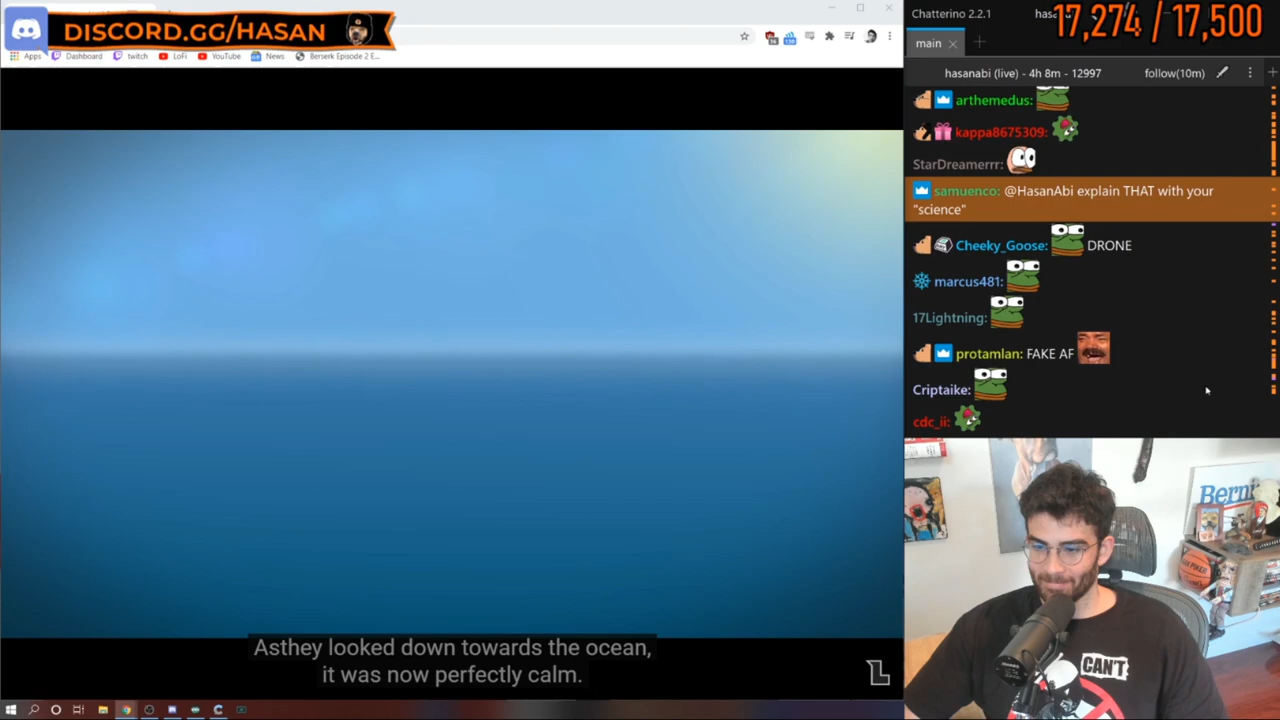 DISCORD.GG/HASAN
Apps
Dashboard
twitch
LoFi
YouTube
News
Berserk Episode 2 E...
Asthey looked down towards the ocean,
it was now perfectly calm.
Chatterino 2.2.1
17,274 / 17,500
main
hasanabi (live) - 4h 8m - 12997
follow(10m)
arthemedus:
kappa8675309:
StarDreamerrr:
samuenco: @HasanAbi explain THAT with your
"science"
Cheeky_Goose: DRONE
marcus481:
17Lightning:
protamlan: FAKE AF
Criptaike:
cdc_ii:
Bernie
CAN'T